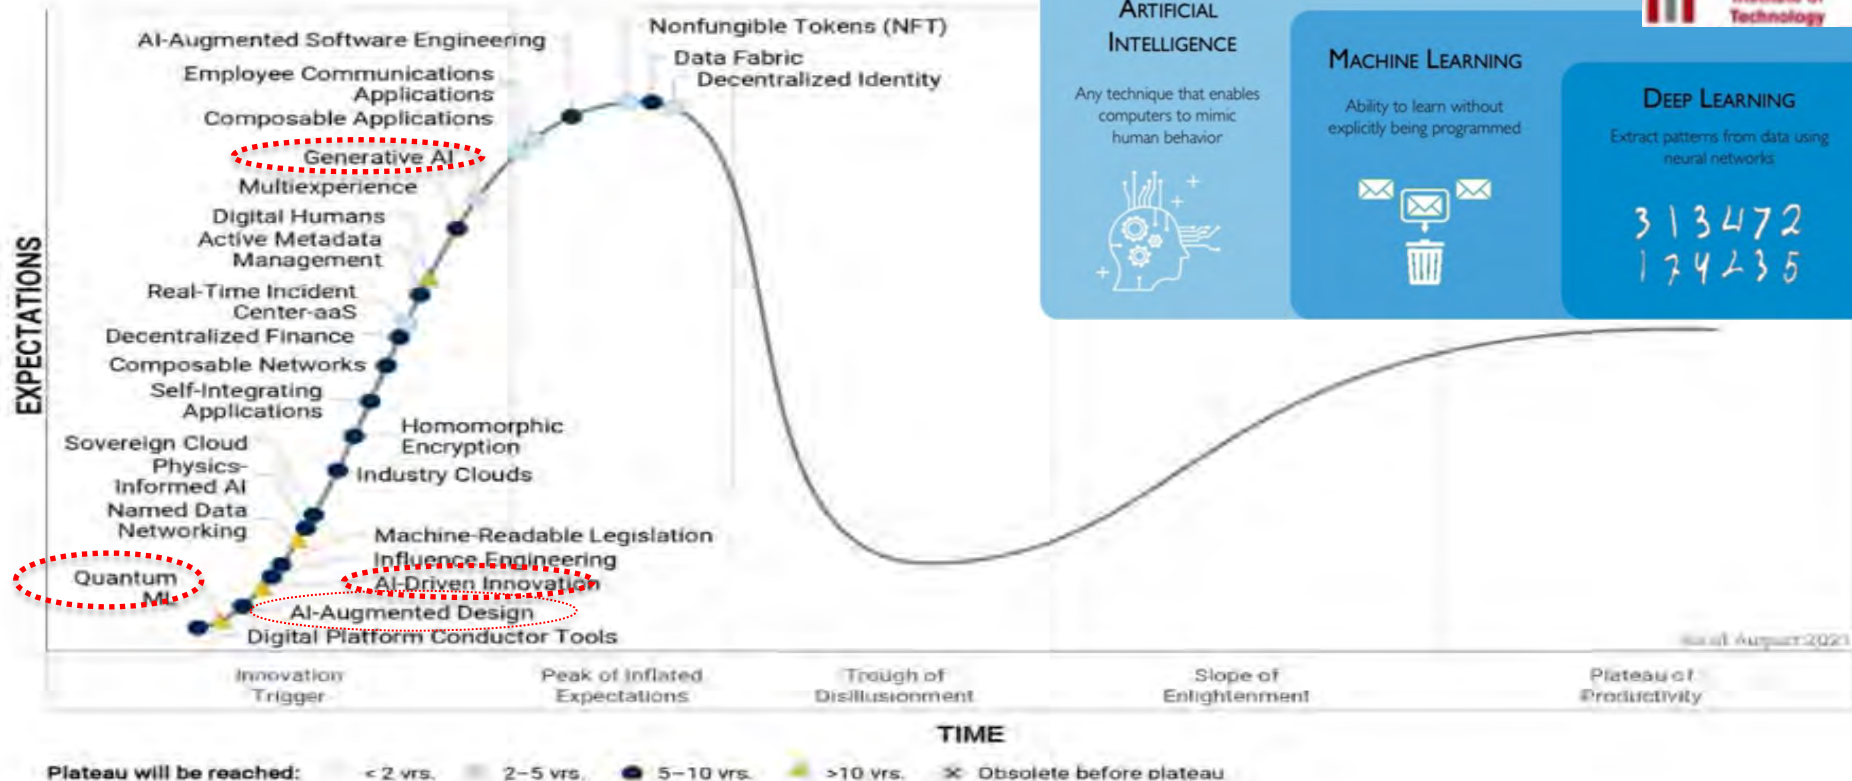 Nonfungible Tokens (NFT)
AI-Augmented Software Engineering
Data Fabric
Employee Communications
Applications
Decentralized Identity
Composable Applications
Generative AI
Multiexperience
Digital Humans
Active Metadata
Management
Real-Time Incident
Center-aaS
Decentralized Finance
Composable Networks
Self-Integrating
Applications
Homomorphic
Encryption
Sovereign Cloud
Physics-
Informed AI
Industry Clouds
Named Data
Networking
Machine-Readable Legislation
Influence Engineering
Quantum
ML
AI-Driven Innovation
AI-Augmented Design
Digital Platform Conductor Tools
EXPECTATIONS
ARTIFICIAL
INTELLIGENCE
Any technique that enables
computers to mimic
human behavior
MACHINE LEARNING
Ability to learn without
explicitly being programmed
DEEP LEARNING
Extract patterns from data using
neural networks
3 1 3 4 7 2
1 7 4 2 3 5
Technology
As of August 2021
Innovation
Trigger
Peak of Inflated
Expectations
Trough of
Disillusionment
Slope of
Enlightenment
Plateau of
Productivity
TIME
Plateau will be reached: < 2 yrs. 2–5 yrs. 5–10 yrs. >10 yrs. Obsolete before plateau